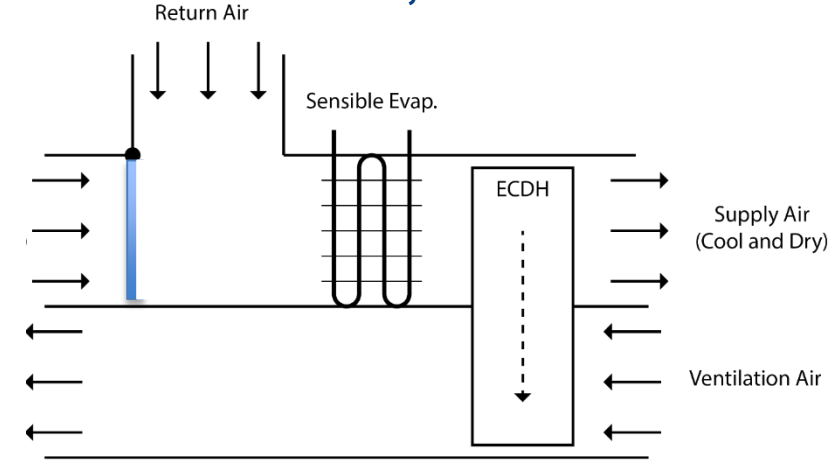 Return Air
Sensible Evap.
ECDH
Supply Air
(Cool and Dry)
Ventilation Air